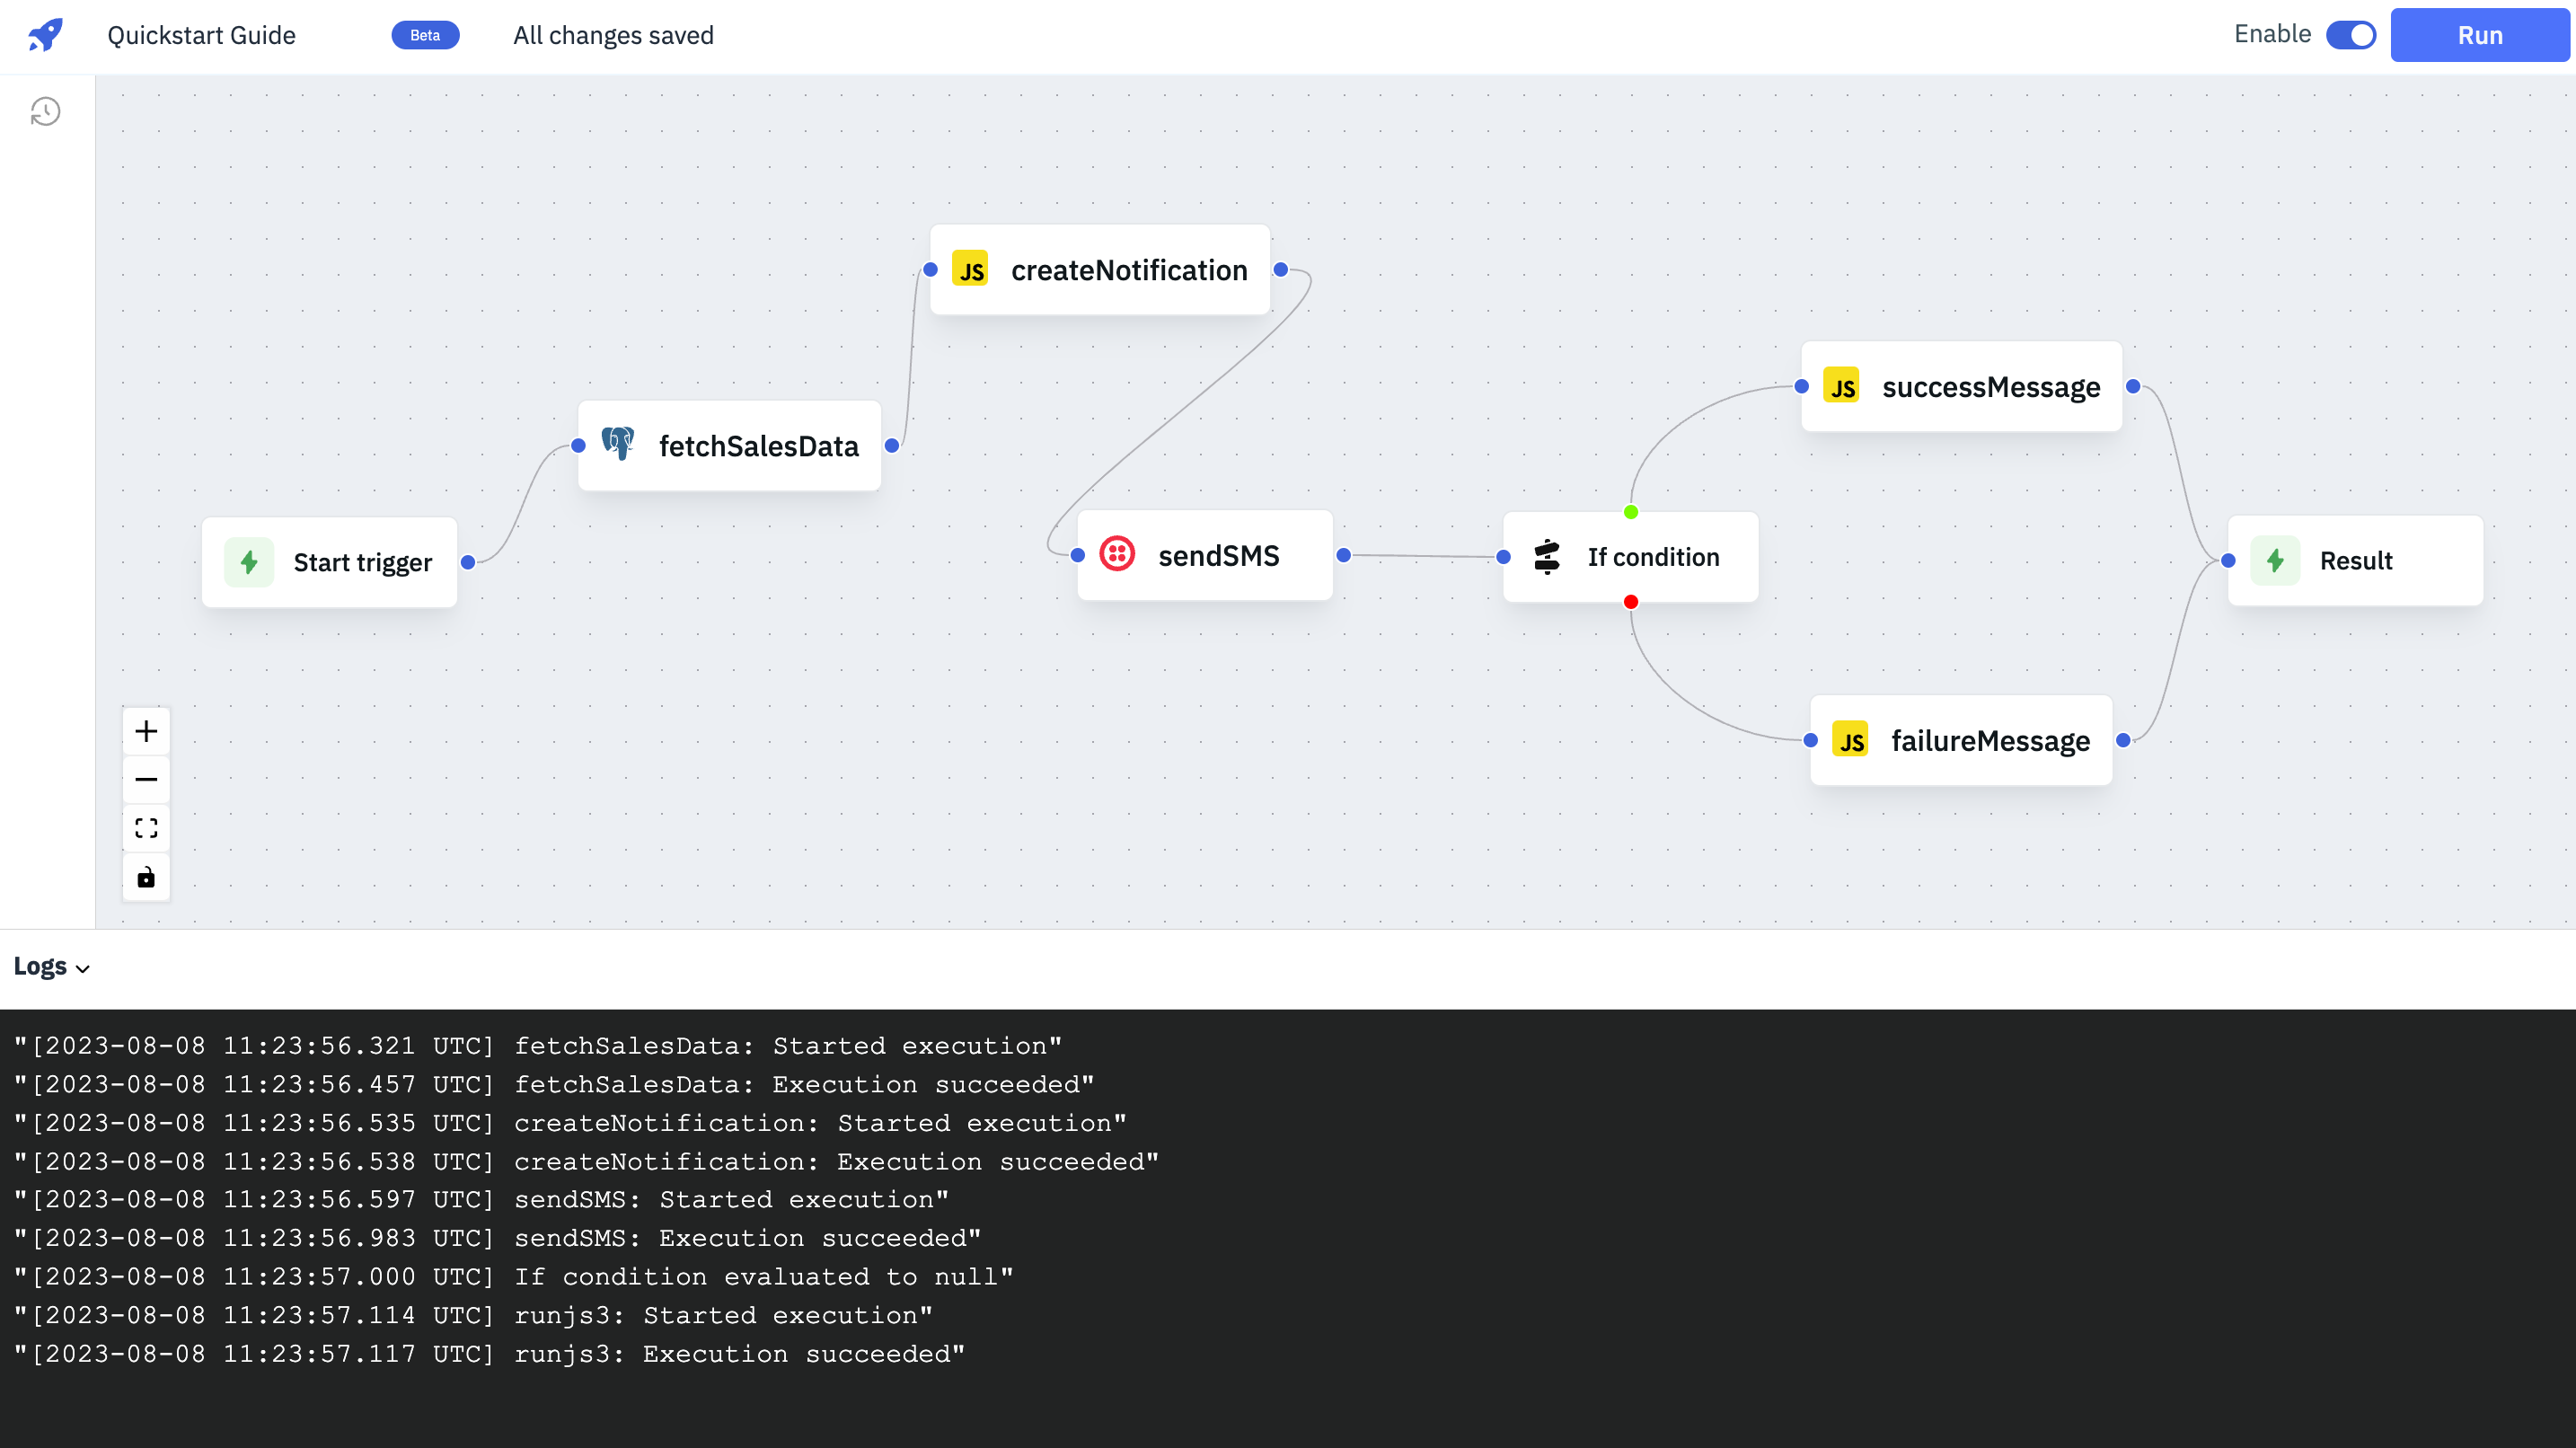 Quickstart Guide
Beta
All changes saved
Enable
Run
JS createNotification
JS successMessage
fetchSalesData
Start trigger
sendSMS
If condition
Result
JS failureMessage
Logs
"[2023-08-08 11:23:56.321 UTC] fetchSalesData: Started execution"
"[2023-08-08 11:23:56.457 UTC] fetchSalesData: Execution succeeded"
"[2023-08-08 11:23:56.535 UTC] createNotification: Started execution"
"[2023-08-08 11:23:56.538 UTC] createNotification: Execution succeeded"
"[2023-08-08 11:23:56.597 UTC] sendSMS: Started execution"
"[2023-08-08 11:23:56.983 UTC] sendSMS: Execution succeeded"
"[2023-08-08 11:23:57.000 UTC] If condition evaluated to null"
"[2023-08-08 11:23:57.114 UTC] runjs3: Started execution"
"[2023-08-08 11:23:57.117 UTC] runjs3: Execution succeeded"